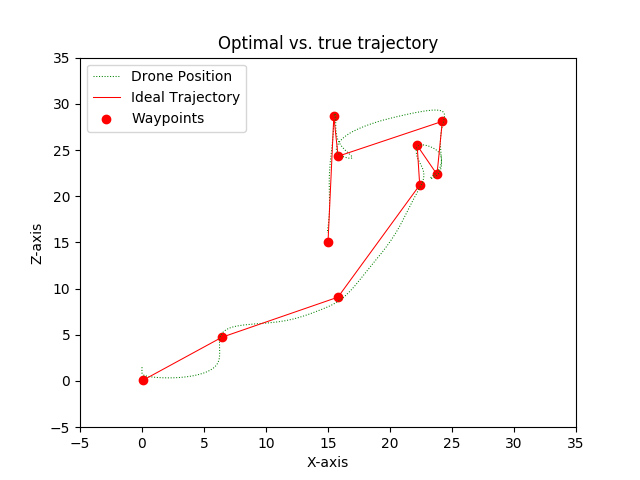 Optimal vs. true trajectory
Drone Position
Ideal Trajectory
Waypoints
35
30
25
20
15
10
5
0
−5
Z-axis
−5 0 5 10 15 20 25 30 35
X-axis